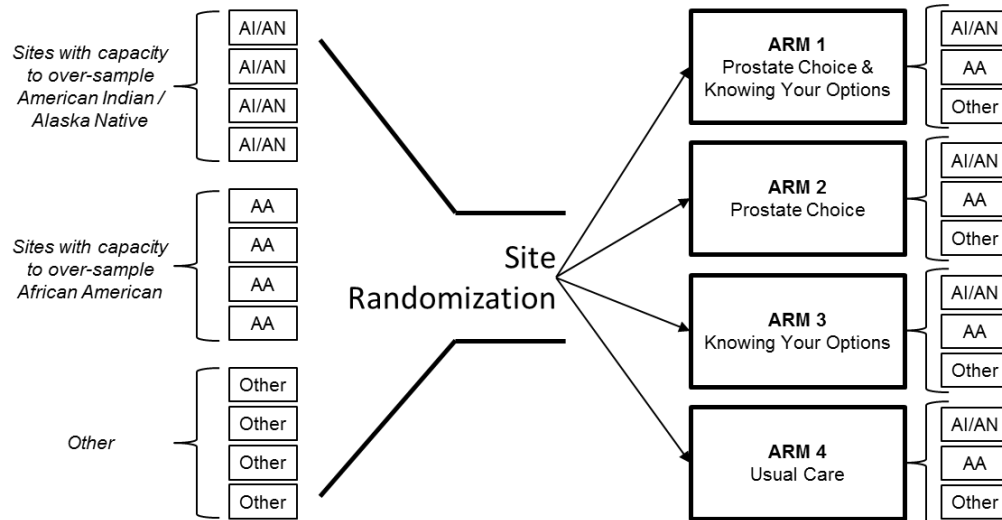 Sites with capacity
to over-sample
American Indian /
Alaska Native
AI/AN
AI/AN
AI/AN
AI/AN
Sites with capacity
to over-sample
African American
AA
AA
AA
AA
Other
Other
Other
Other
Other
Site
Randomization
ARM 1
Prostate Choice &
Knowing Your Options
AI/AN
AA
Other
ARM 2
Prostate Choice
AI/AN
AA
Other
ARM 3
Knowing Your Options
AI/AN
AA
Other
ARM 4
Usual Care
AI/AN
AA
Other